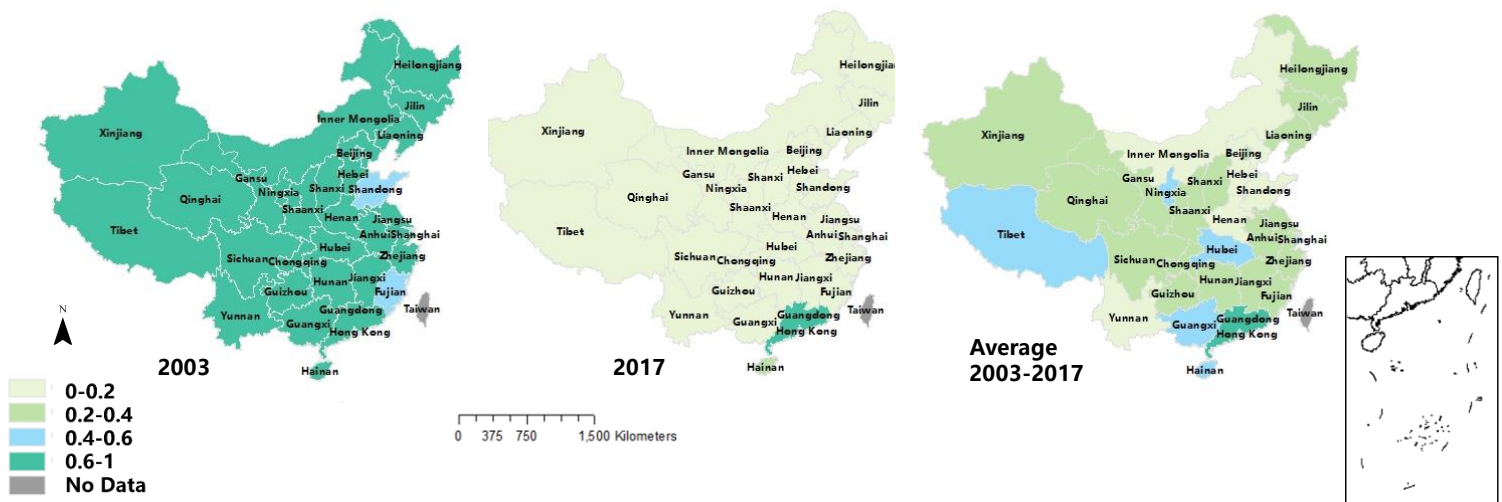 Heilongjiang
Jilin
Inner Mongolia
Liaoning
Xinjiang
Beijing
Hebei
Gansu
Ningxia
Shanxi
Shandong
Qinghai
Shaanxi
Henan
Jiangsu
Tibet
Anhui
Shanghai
Hubei
Zhejiang
Sichuan
Chongqing
Hunan
Jiangxi
Guizhou
Fujian
Yunnan
Guangdong
Taiwan
Guangxi
Hong Kong
Hainan
N
2003
Heilongjian
Jilin
Liaoning
Xinjiang
Inner Mongolia
Beijing
Gansu
Shanxi
Hebei
Ningxia
Shandong
Qinghai
Shaanxi
Henan
Jiangsu
Tibet
Anhui
Shanghai
Hubei
Sichuan
Chongqing
Zhejiang
Hunan
Jiangxi
Guizhou
Fujian
Yunnan
Guangxi
Guangdong
Taiwan
Hong Kong
Hainan
2017
Heilongjiang
Jilin
Xinjiang
Liaoning
Inner Mongolia
Beijing
Hebei
Gansu
Shanxi
Ningxia
Shandong
Qinghai
Shaanxi
Henan
Jiangsu
Tibet
Anhui
Shanghai
Hubei
Sichuan
Chongqing
Zhejiang
Hunan
Jiangxi
Guizhou
Fujian
Yunnan
Guangxi
Guangdong
Taiwan
Hong Kong
Hainan
Average
2003-2017
0-0.2
0.2-0.4
0.4-0.6
0.6-1
No Data
0 375 750 1,500 Kilometers